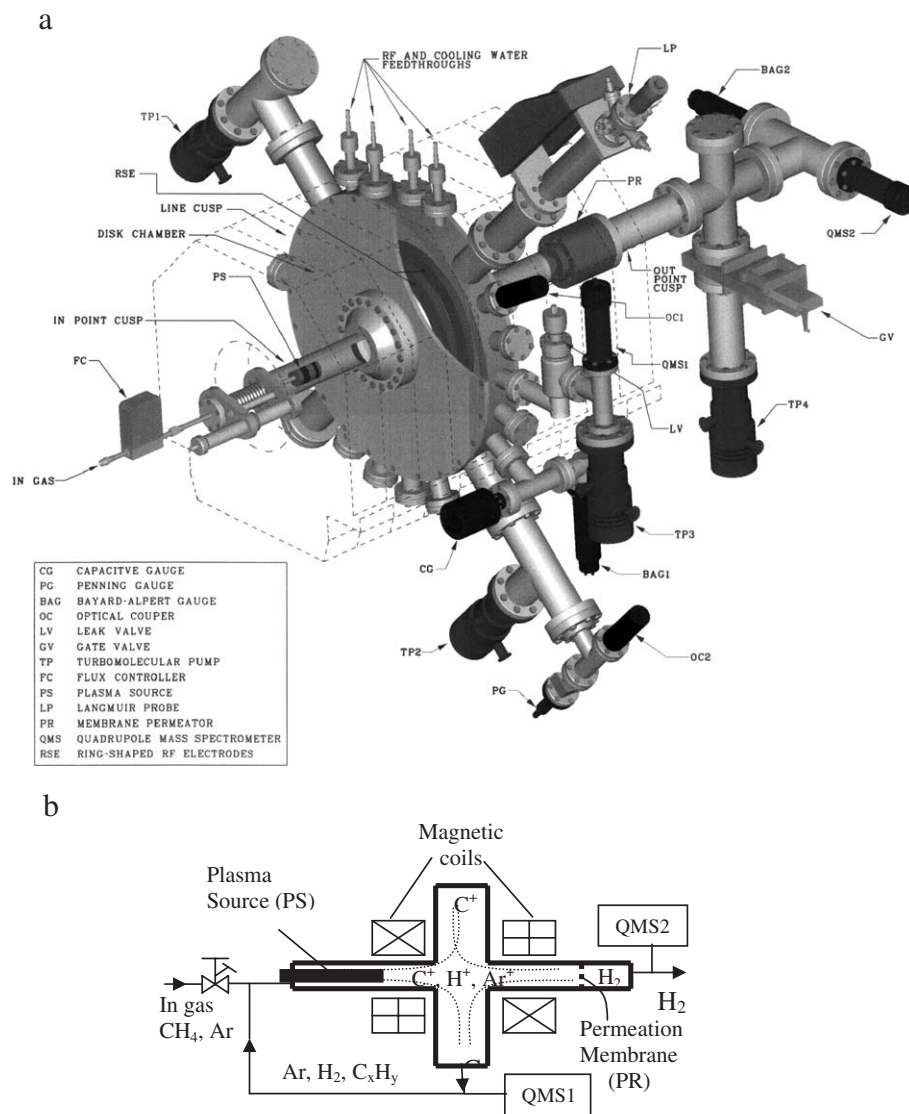 a
RF AND COOLING WATER
FEEDTHROUGHS
LP
BAG2
TP1
RSE
LINE CUSP
DISK CHAMBER
PS
IN POINT CUSP
FC
IN GAS
PR
QMS2
OUT
POINT
CUSP
OC1
QMS1
GV
LV
TP4
TP3
CG
BAG1
TP2
OC2
PG
CG CAPACITVE GAUGE
PG PENNING GAUGE
BAG BAYARD-ALPERT GAUGE
OC OPTICAL COUPER
LV LEAK VALVE
GV GATE VALVE
TP TURBOMOLECULAR PUMP
FC FLUX CONTROLLER
PS PLASMA SOURCE
LP LANGMUIR PROBE
PR MEMBRANE PERMEATOR
QMS QUADRUPOLE MASS SPECTROMETER
RSE RING-SHAPED RF ELECTRODES
b
Magnetic
coils
Plasma
Source (PS)
C⁺
QMS2
C⁺ H⁺, Ar⁺
H₂
H₂
In gas
CH₄, Ar
Permeation
Membrane
(PR)
Ar, H₂, CₓHᵧ
QMS1